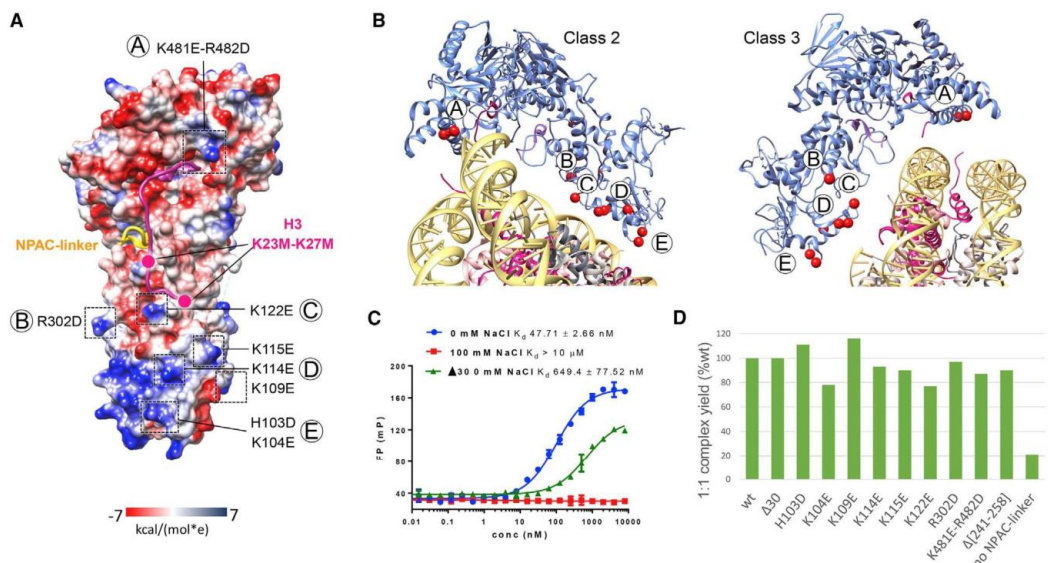 A
A K481E-R482D
NPAC-linker
H3
K23M-K27M
B R302D
K122E C
K115E
K114E D
K109E
H103D
K104E E
-7 7
kcal/(mol*e)
B
Class 2
A
B
C
D
E
Class 3
A
B
C
D
E
C
0 mM NaCl Kd 47.71 ± 2.66 nM
100 mM NaCl Kd > 10 μM
▲30 0 mM NaCl Kd 649.4 ± 77.52 nM
FP (mP)
200
160
120
80
40
0.01 0.1 1 10 100 1000 10000
conc (nM)
D
1:1 complex yield (%wt)
120
100
80
60
40
20
0
wt
Δ30
H103D
K104E
K109E
K114E
K115E
K122E
R302D
K481E-R482D
Δ[241-258]
no NPAC-linker